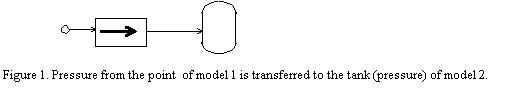 Figure 1. Pressure from the point of model 1 is transferred to the tank (pressure) of model 2.